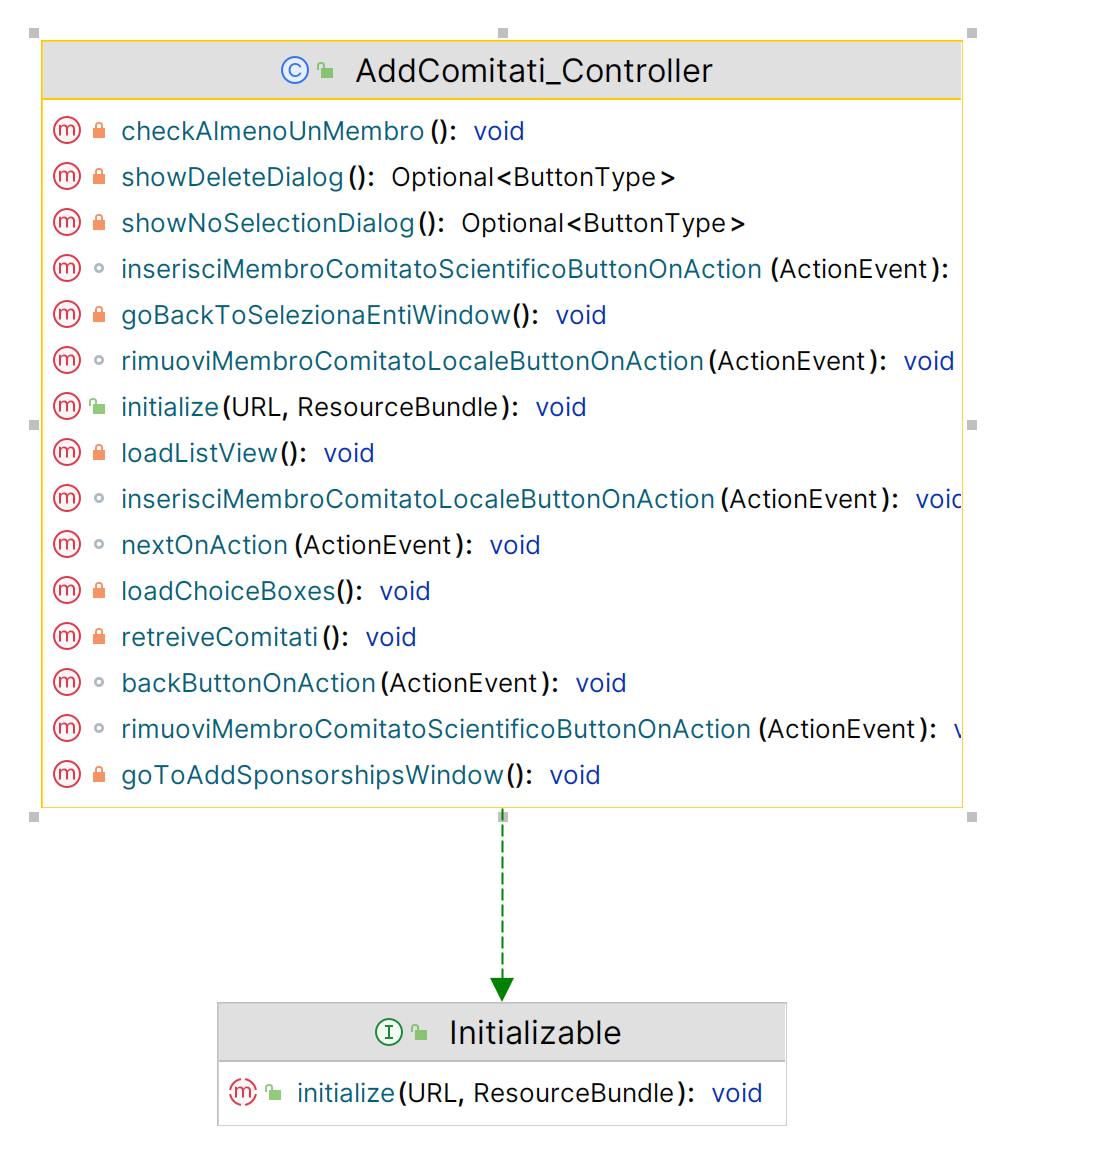 AddComitati_Controller
checkAlmenoUnMembro(): void
showDeleteDialog(): Optional<ButtonType>
showNoSelectionDialog(): Optional<ButtonType>
inserisciMembroComitatoScientificoButtonOnAction(ActionEvent):
goBackToSelezionaEntiWindow(): void
rimuoviMembroComitatoLocaleButtonOnAction(ActionEvent): void
initialize(URL, ResourceBundle): void
loadListView(): void
inserisciMembroComitatoLocaleButtonOnAction(ActionEvent): void
nextOnAction(ActionEvent): void
loadChoiceBoxes(): void
retreiveComitati(): void
backButtonOnAction(ActionEvent): void
rimuoviMembroComitatoScientificoButtonOnAction(ActionEvent):
goToAddSponsorshipsWindow(): void
Initializable
initialize(URL, ResourceBundle): void